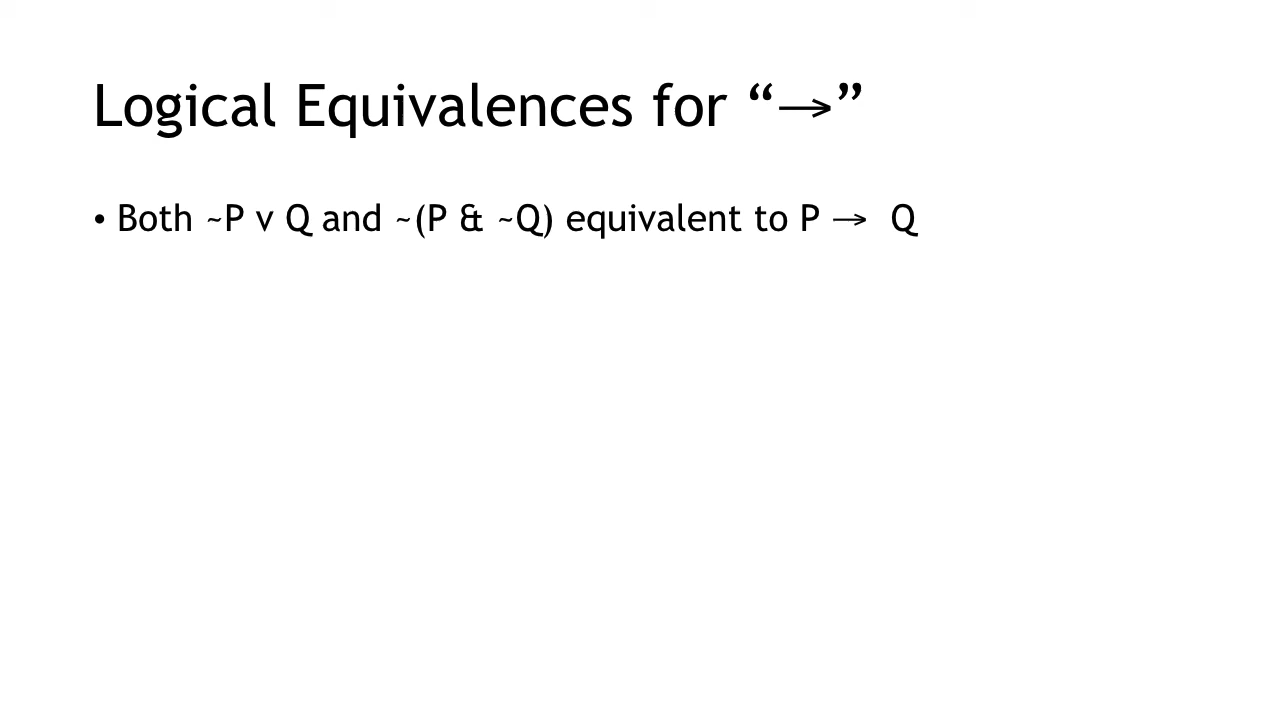 Logical Equivalences for “→”
• Both ~P v Q and ~(P & ~Q) equivalent to P → Q